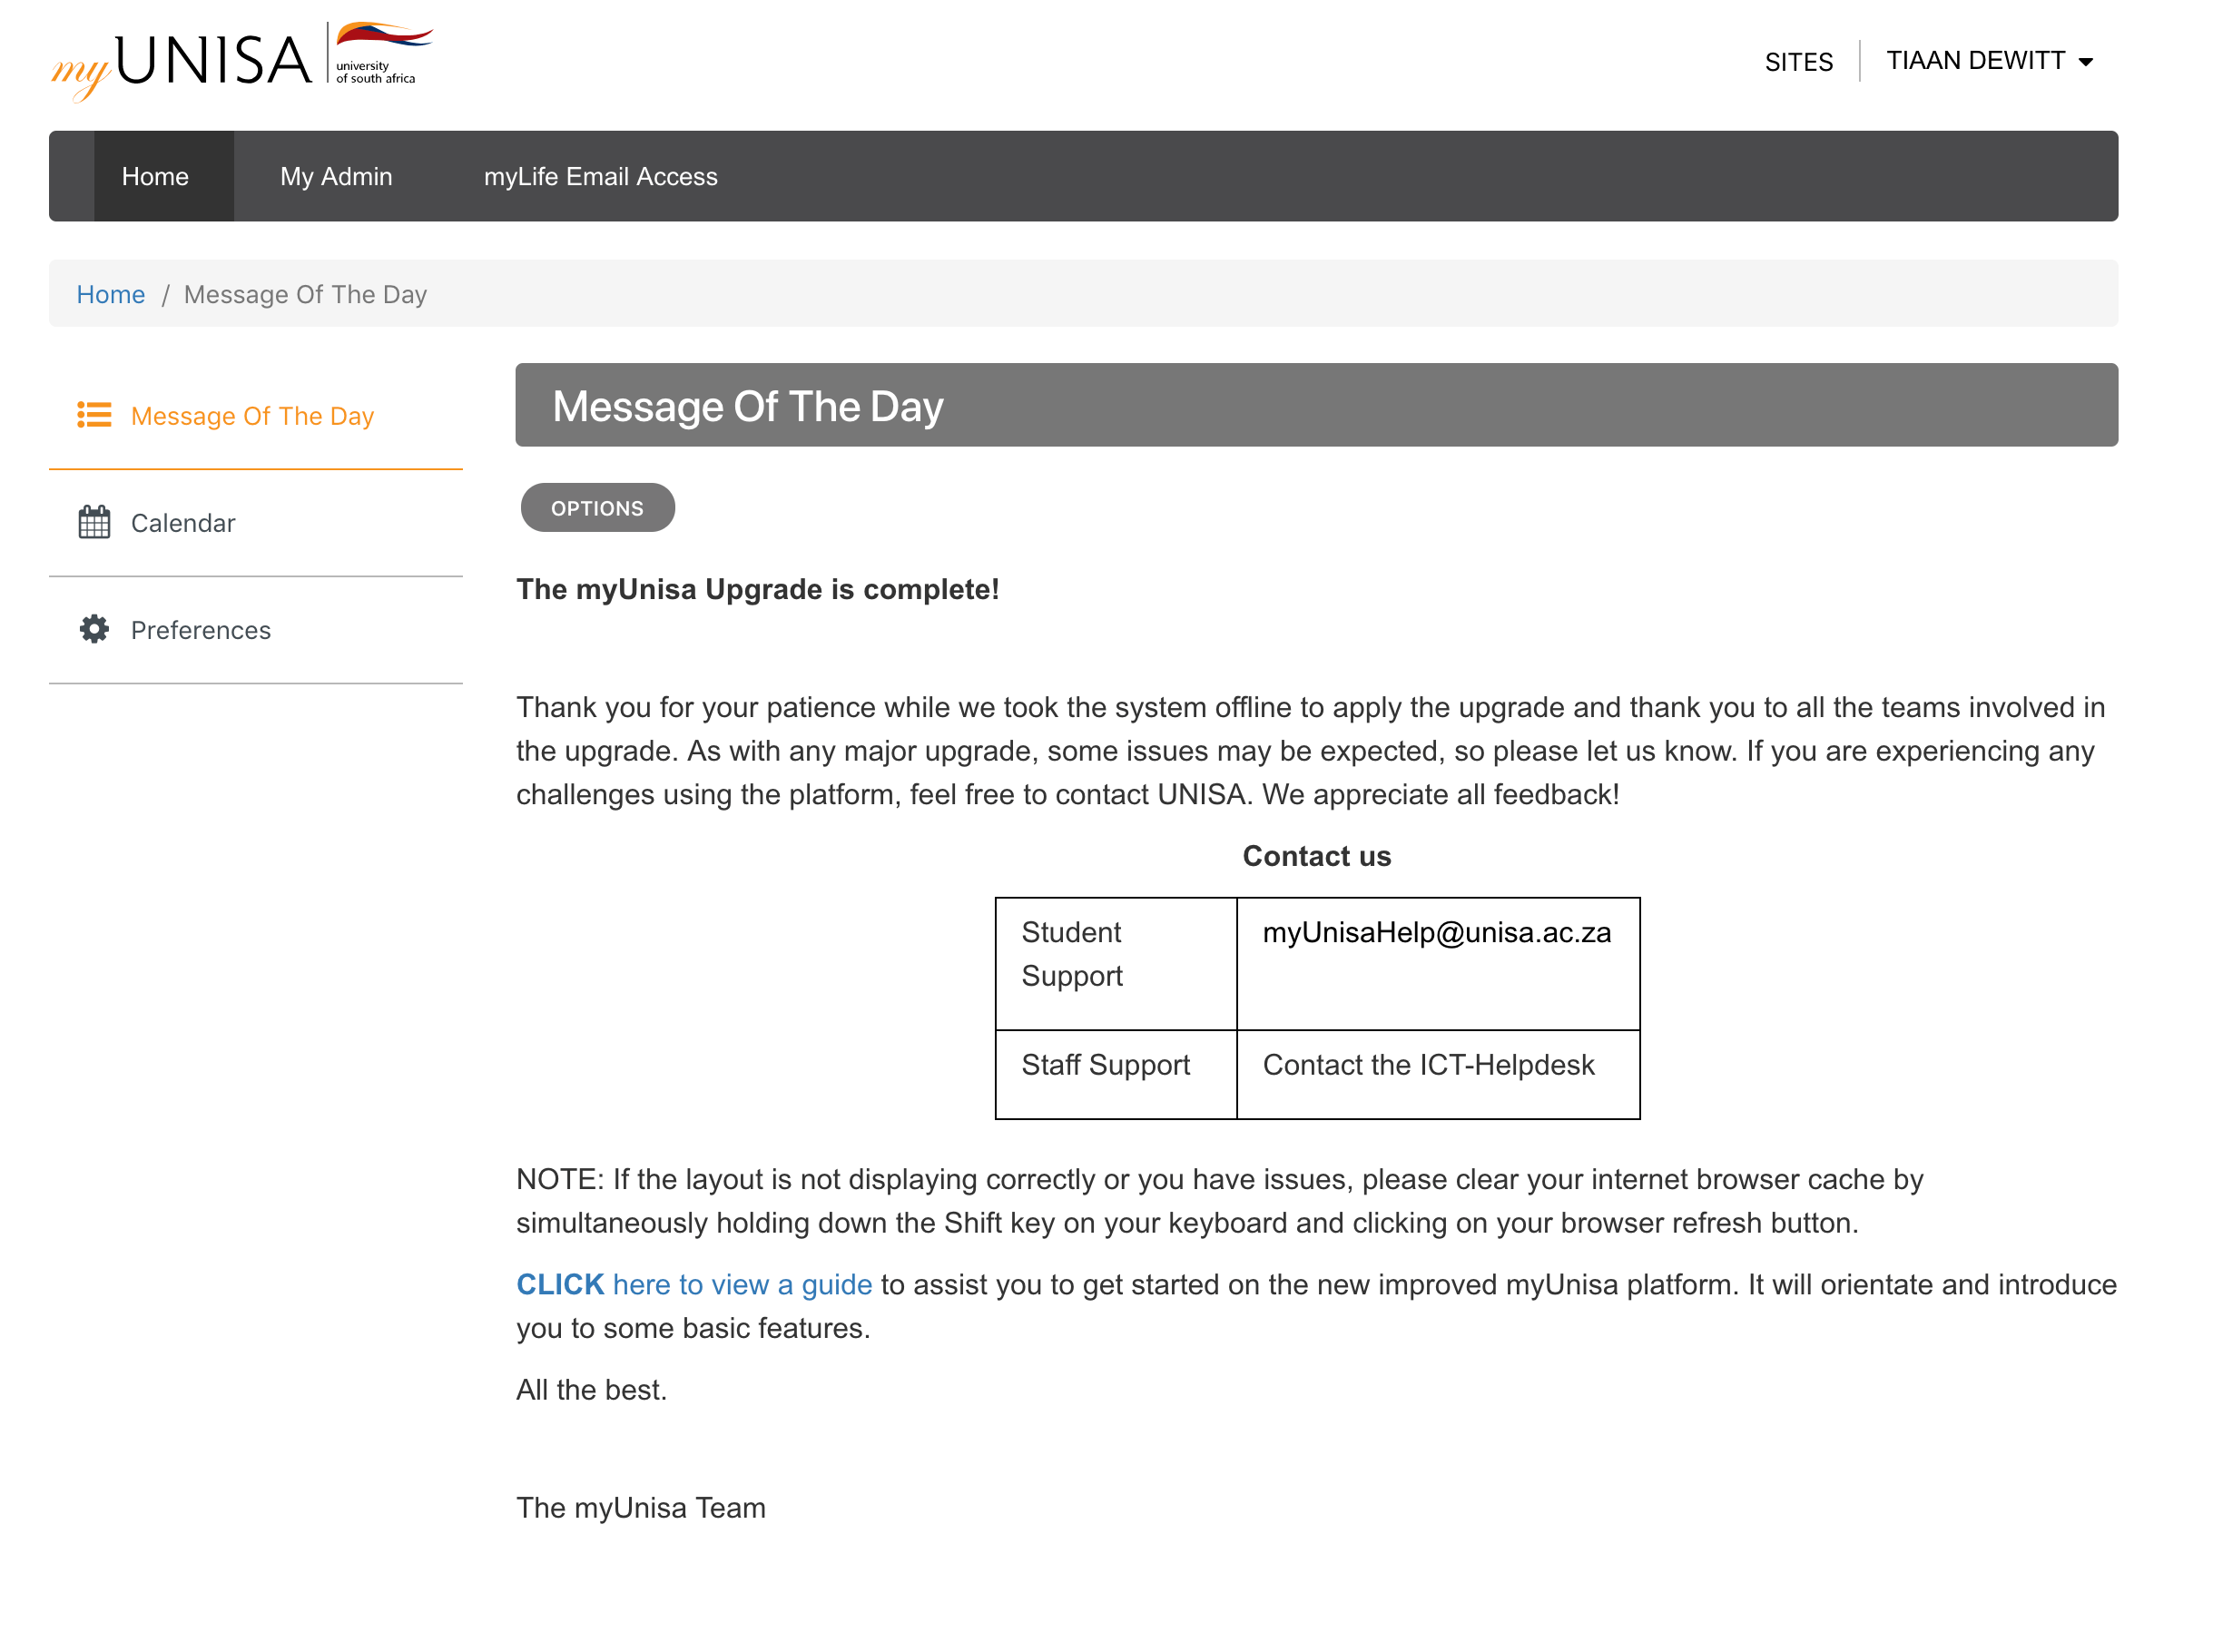 myUNISA
university
of south africa
SITES
TIAAN DEWITT
Home
My Admin
myLife Email Access
Home / Message Of The Day
Message Of The Day
Calendar
Preferences
Message Of The Day
OPTIONS
The myUnisa Upgrade is complete!
Thank you for your patience while we took the system offline to apply the upgrade and thank you to all the teams involved in
the upgrade. As with any major upgrade, some issues may be expected, so please let us know. If you are experiencing any
challenges using the platform, feel free to contact UNISA. We appreciate all feedback!
Contact us
Student
Support
myUnisaHelp@unisa.ac.za
Staff Support
Contact the ICT-Helpdesk
NOTE: If the layout is not displaying correctly or you have issues, please clear your internet browser cache by
simultaneously holding down the Shift key on your keyboard and clicking on your browser refresh button.
CLICK here to view a guide to assist you to get started on the new improved myUnisa platform. It will orientate and introduce
you to some basic features.
All the best.
The myUnisa Team